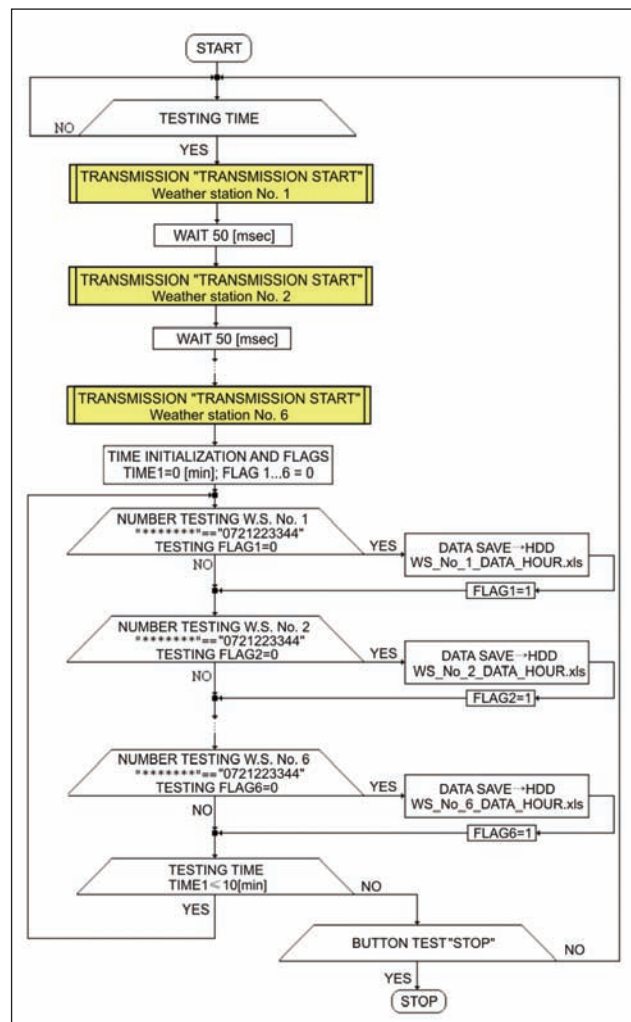 START
TESTING TIME
NO
YES
TRANSMISSION "TRANSMISSION START"
Weather station No. 1
WAIT 50 [msec]
TRANSMISSION "TRANSMISSION START"
Weather station No. 2
WAIT 50 [msec]
TRANSMISSION "TRANSMISSION START"
Weather station No. 6
TIME INITIALIZATION AND FLAGS
TIME1=0 [min]; FLAG 1...6 = 0
NUMBER TESTING W.S. No. 1
"*******"=="0721223344"
TESTING FLAG1=0
YES
NO
DATA SAVE→HDD
WS_No_1_DATA_HOUR.xls
FLAG1=1
NUMBER TESTING W.S. No. 2
"*******"=="0721223344"
TESTING FLAG2=0
YES
NO
DATA SAVE→HDD
WS_No_2_DATA_HOUR.xls
FLAG2=1
NUMBER TESTING W.S. No. 6
"*******"=="0721223344"
TESTING FLAG6=0
YES
NO
DATA SAVE→HDD
WS_No_6_DATA_HOUR.xls
FLAG6=1
TESTING TIME
TIME1≤10[min]
NO
YES
BUTTON TEST"STOP"
NO
YES
STOP